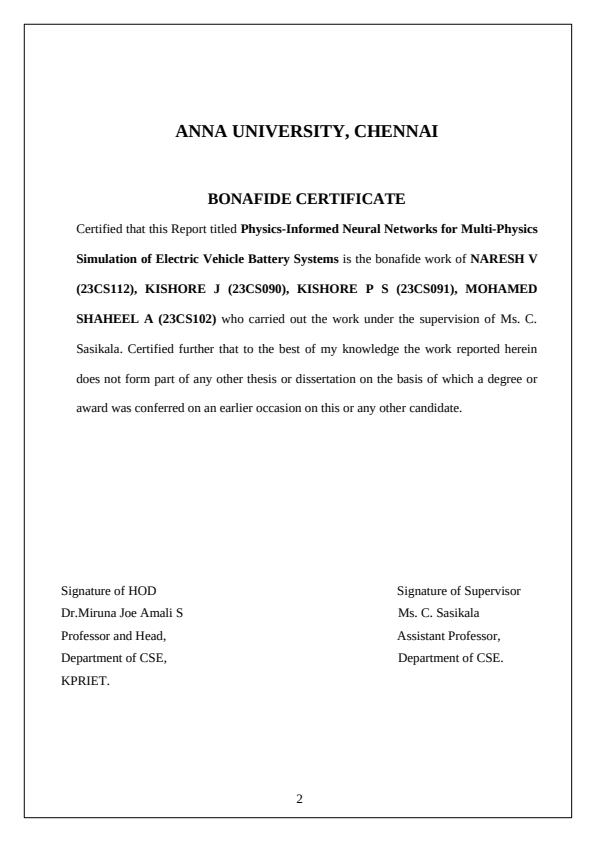 ANNA UNIVERSITY, CHENNAI
BONAFIDE CERTIFICATE
Certified that this Report titled Physics-Informed Neural Networks for Multi-Physics
Simulation of Electric Vehicle Battery Systems is the bonafide work of NARESH V
(23CS112), KISHORE J (23CS090), KISHORE P S (23CS091), MOHAMED
SHAHEEL A (23CS102) who carried out the work under the supervision of Ms. C.
Sasikala. Certified further that to the best of my knowledge the work reported herein
does not form part of any other thesis or dissertation on the basis of which a degree or
award was conferred on an earlier occasion on this or any other candidate.
Signature of HOD
Dr.Miruna Joe Amali S
Professor and Head,
Department of CSE,
KPRIET.
Signature of Supervisor
Ms. C. Sasikala
Assistant Professor,
Department of CSE.
2